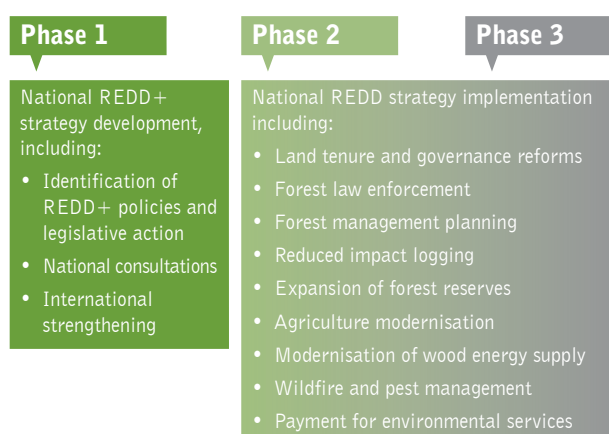 Phase 1
National REDD+
strategy development,
including:
• Identification of
REDD+ policies and
legislative action
• National consultations
• International
strengthening
Phase 2
Phase 3
National REDD strategy implementation
including:
• Land tenure and governance reforms
• Forest law enforcement
• Forest management planning
• Reduced impact logging
• Expansion of forest reserves
• Agriculture modernisation
• Modernisation of wood energy supply
• Wildfire and pest management
• Payment for environmental services